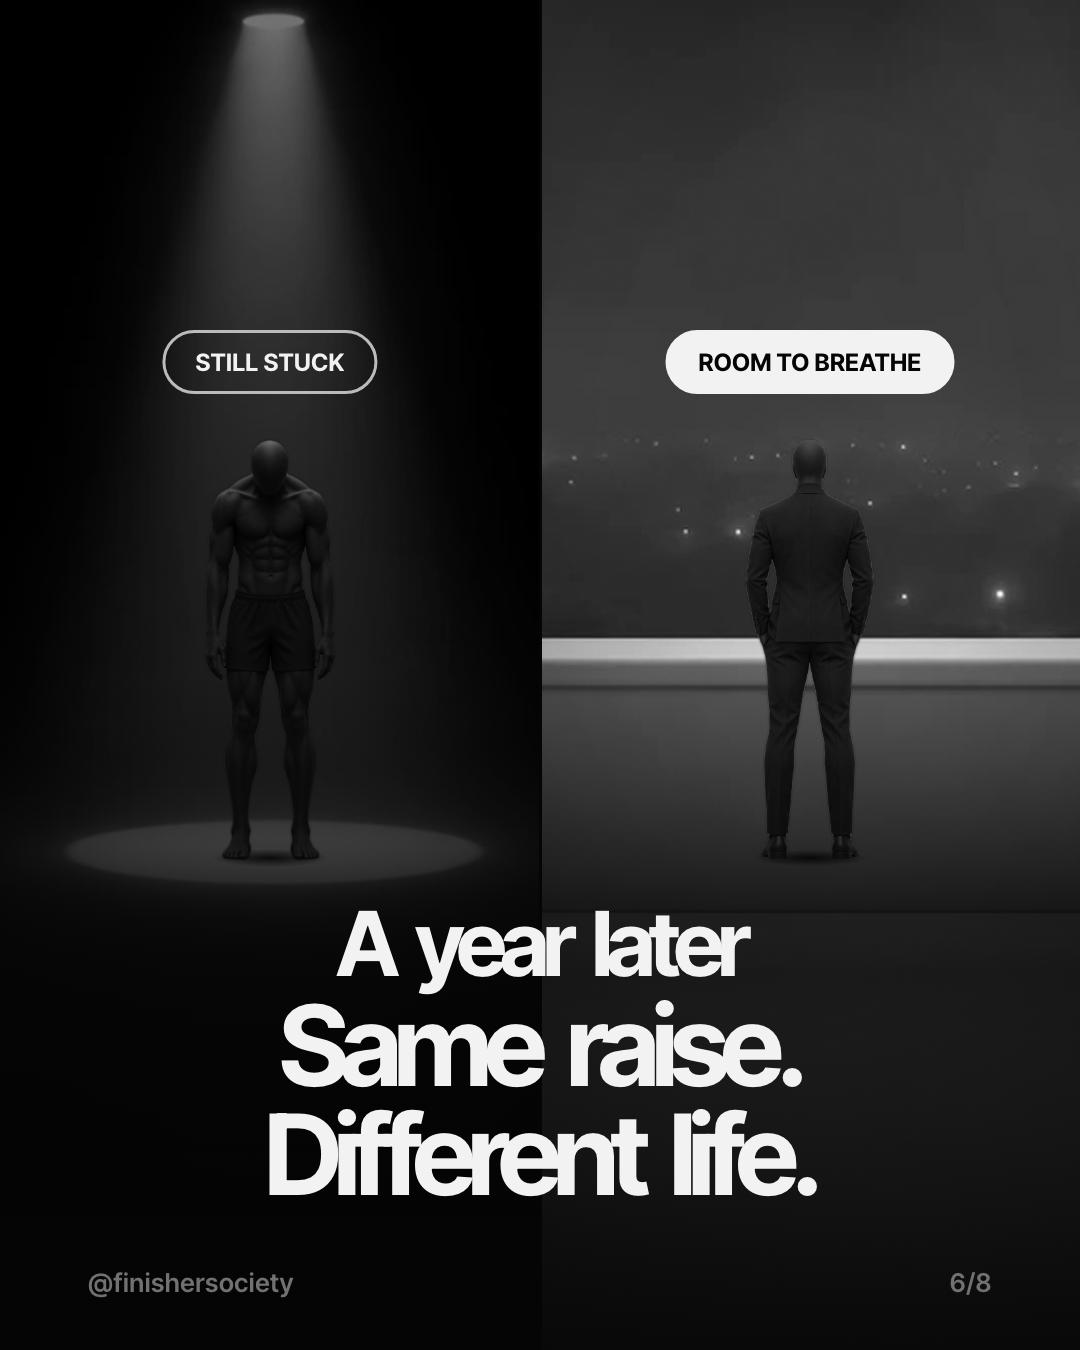 STILL STUCK
ROOM TO BREATHE
A year later
Same raise.
Different life.
@finishersociety
6/8